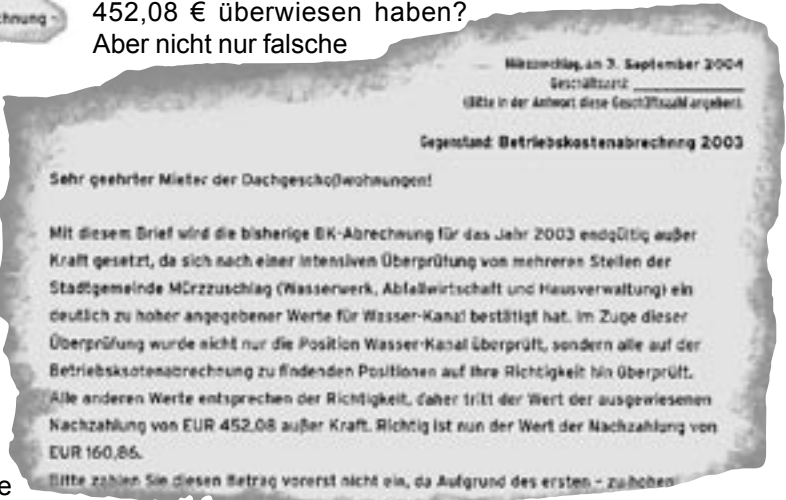 chnung -
452,08 € überwiesen haben?
Aber nicht nur falsche
Mürzzuschlag, an 7. September 2004
Geschäftszahl:
(Bitte in der Antwort diese Geschäftszahl angeben).
Gegenstand: Betriebskostenabrechnng 2003
Sehr geehrter Mieter der Dachgeschoßwohnungen!
Mit diesem Brief wird die bisherige BK-Abrechnung für das Jahr 2003 endgültig außer
Kraft gesetzt, da sich nach einer intensiven Überprüfung von mehreren Stellen der
Stadtgemeinde Mürzzuschlag (Wasserwerk, Abfallwirtschaft und Hausverwaltung) ein
deutlich zu hoher angegebener Werte für Wasser-Kanal bestätigt hat. Im Zuge dieser
Überprüfung wurde nicht nur die Position Wasser-Kanal überprüft, sondern alle auf der
Betriebsksotenabrechnung zu findenden Positionen auf Ihre Richtigkeit hin überprüft.
Alle anderen Werte entsprechen der Richtigkeit, daher tritt der Wert der ausgewiesenen
Nachzahlung von EUR 452,08 außer Kraft. Richtig ist nun der Wert der Nachzahlung von
EUR 160,86.
Bitte zahlen Sie diesen Betrag vorerst nicht ein, da Aufgrund des ersten - zu hohen
e